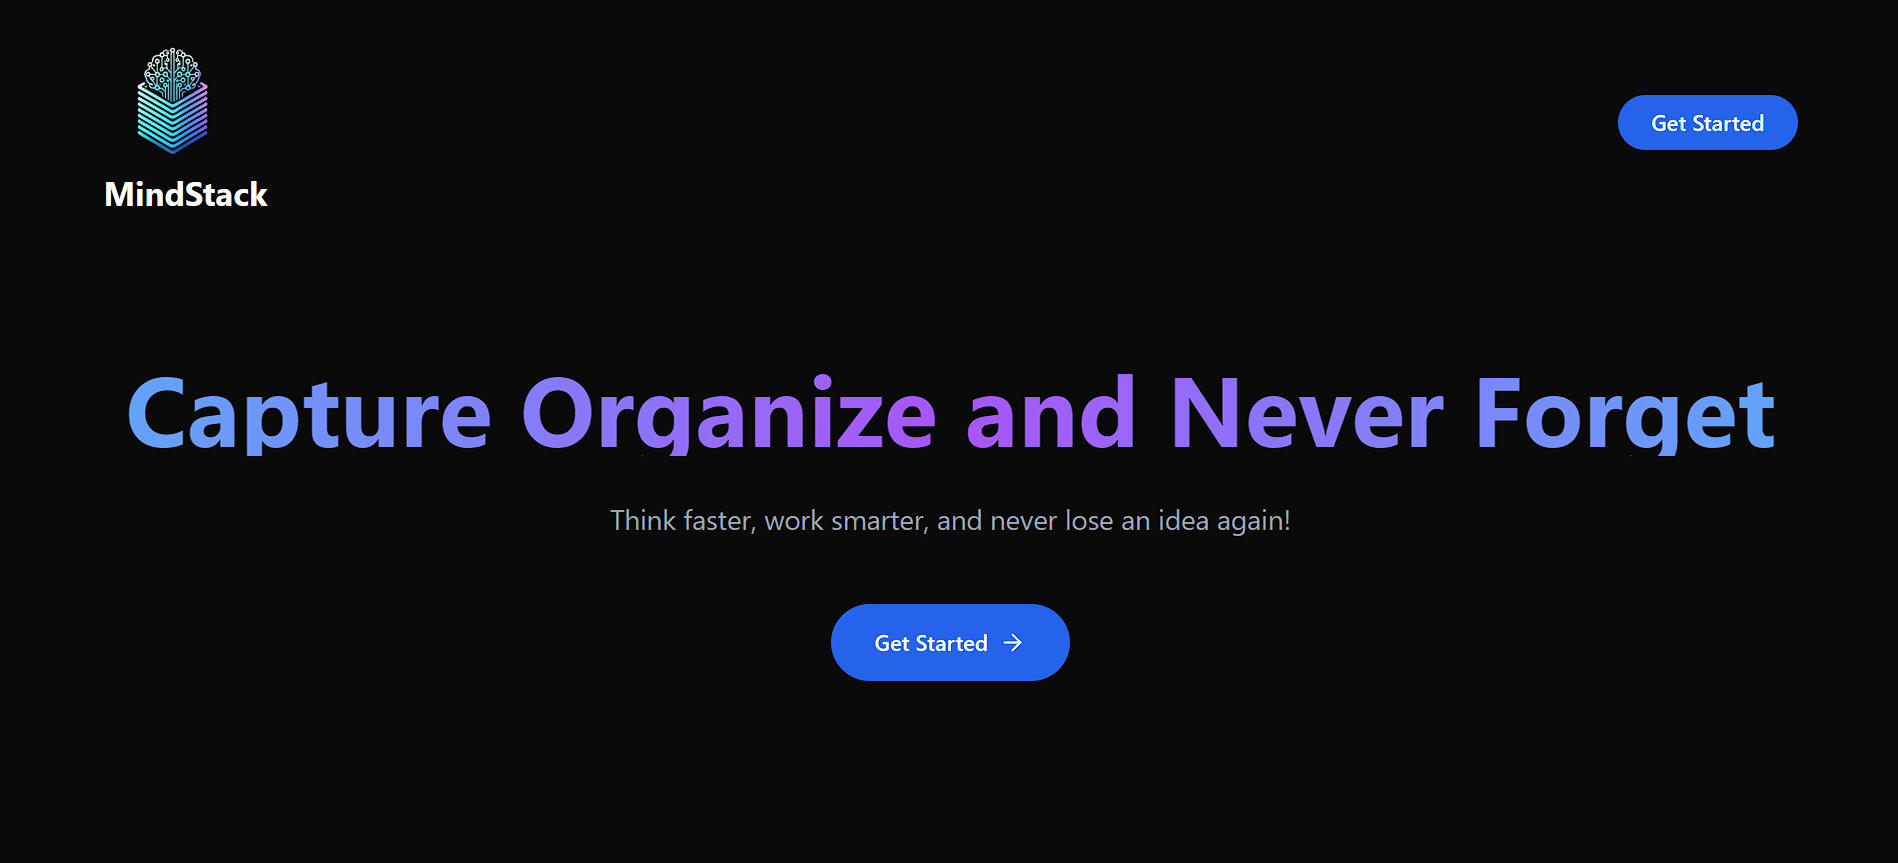 MindStack
Get Started
Capture Organize and Never Forget
Think faster, work smarter, and never lose an idea again!
Get Started